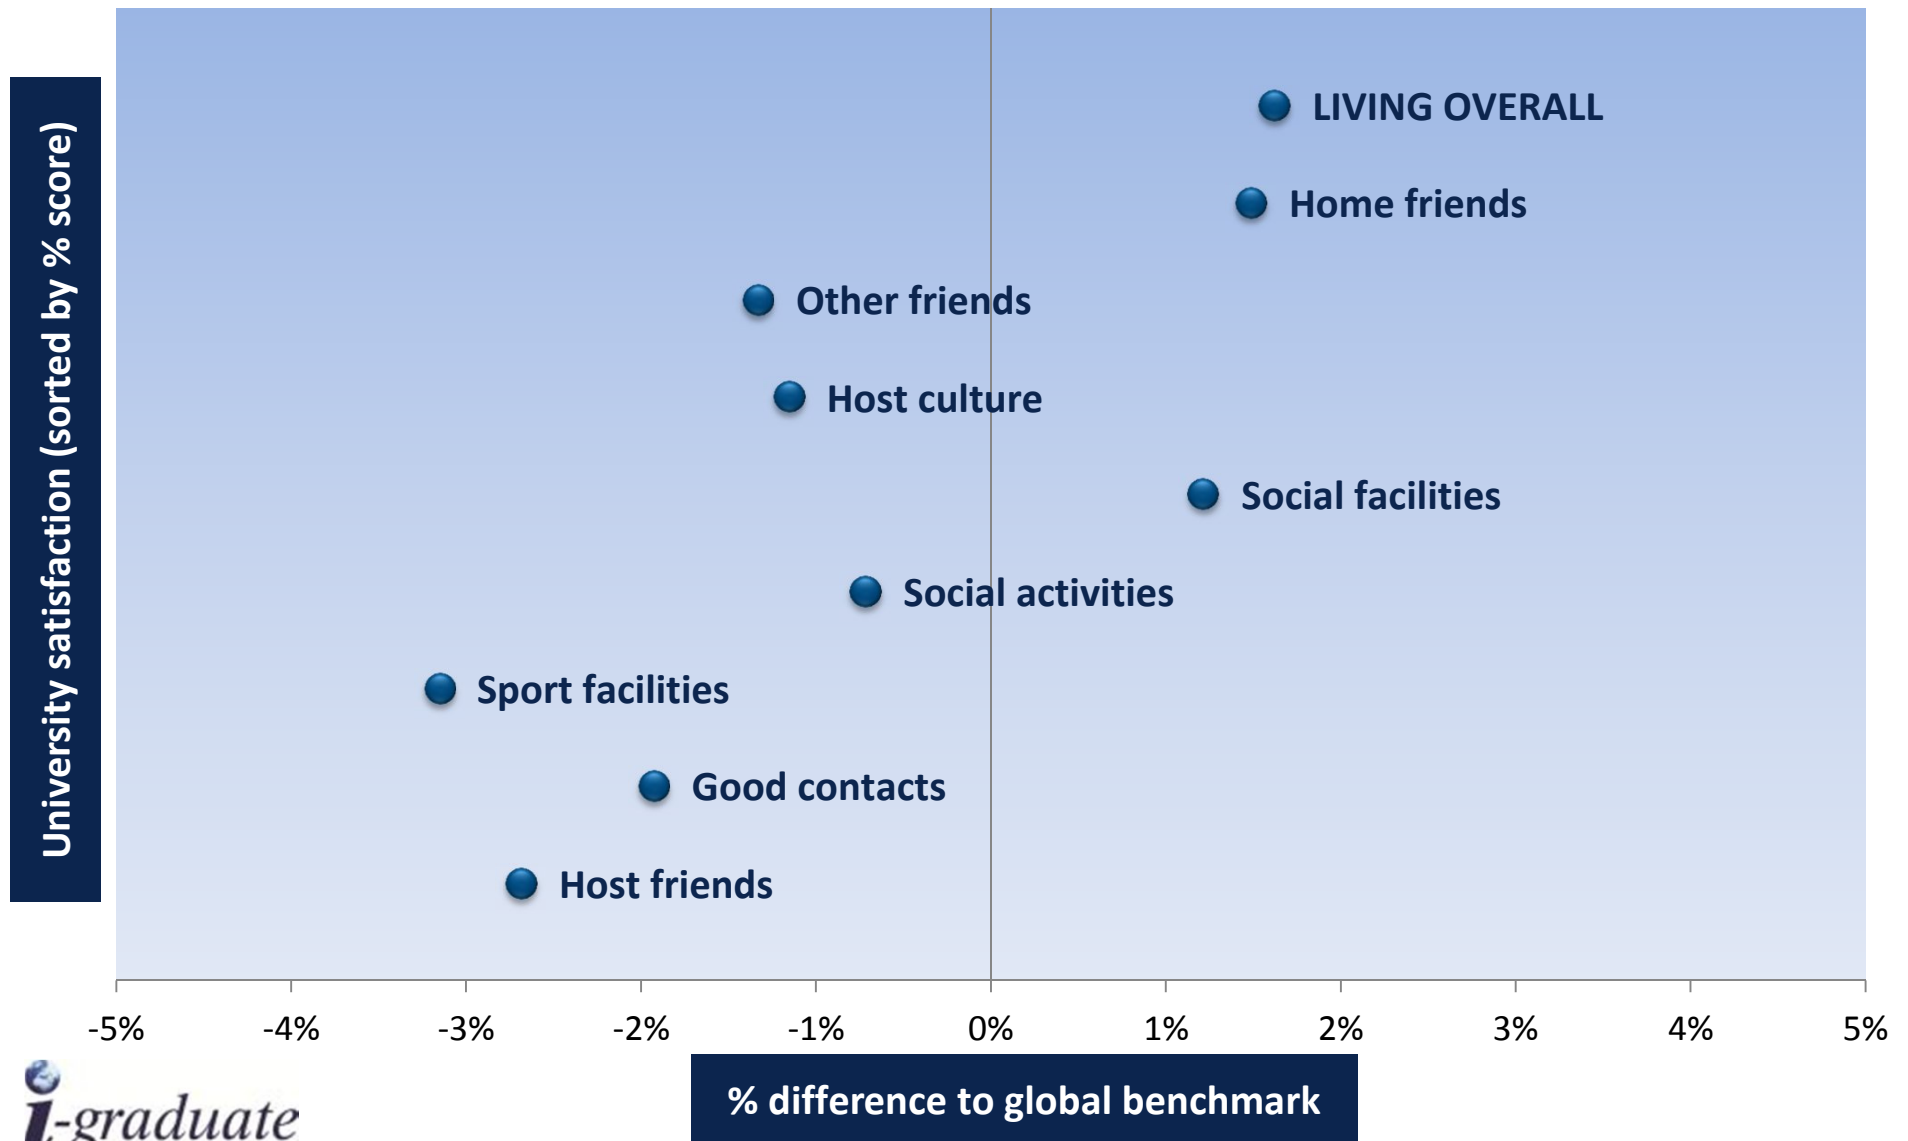 University satisfaction (sorted by % score)
LIVING OVERALL
Home friends
Other friends
Host culture
Social facilities
Social activities
Sport facilities
Good contacts
Host friends
-5% -4% -3% -2% -1% 0% 1% 2% 3% 4% 5%
% difference to global benchmark
i-graduate